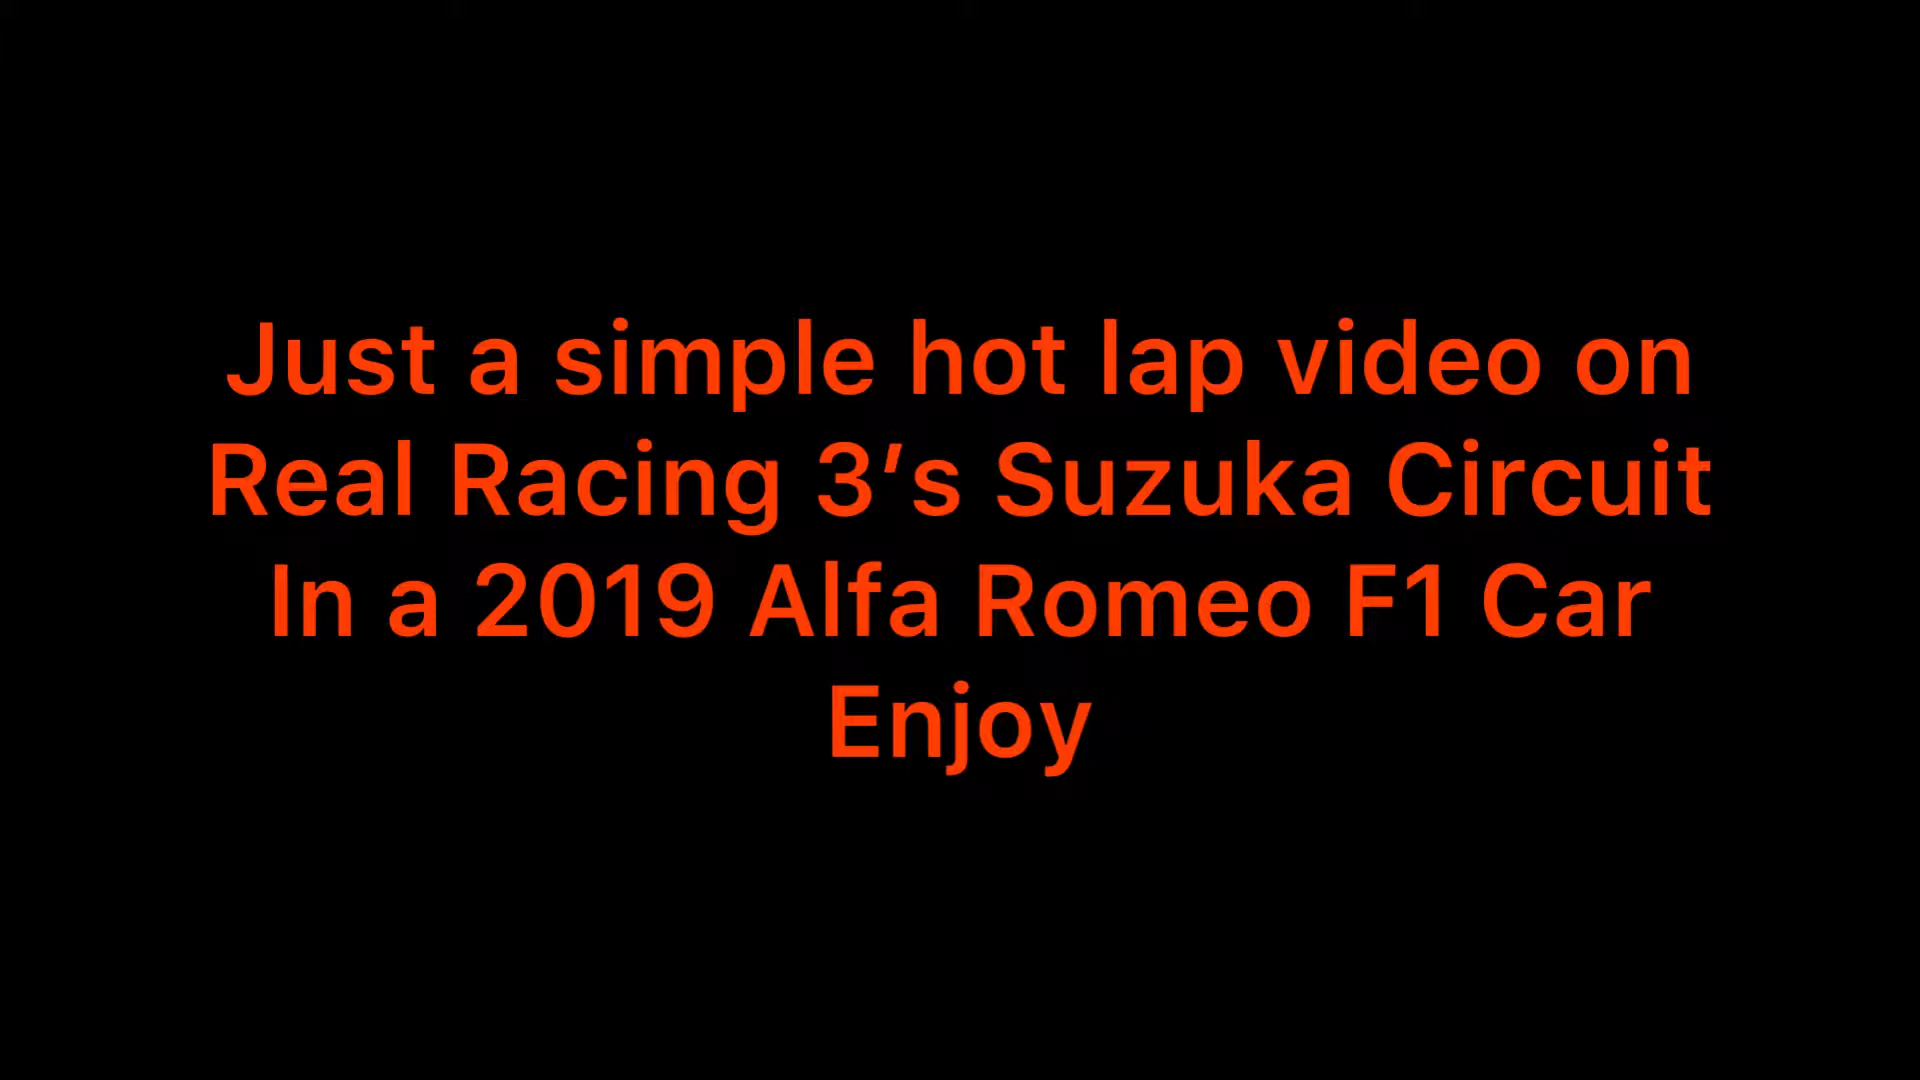 Just a simple hot lap video on
Real Racing 3’s Suzuka Circuit
In a 2019 Alfa Romeo F1 Car
Enjoy